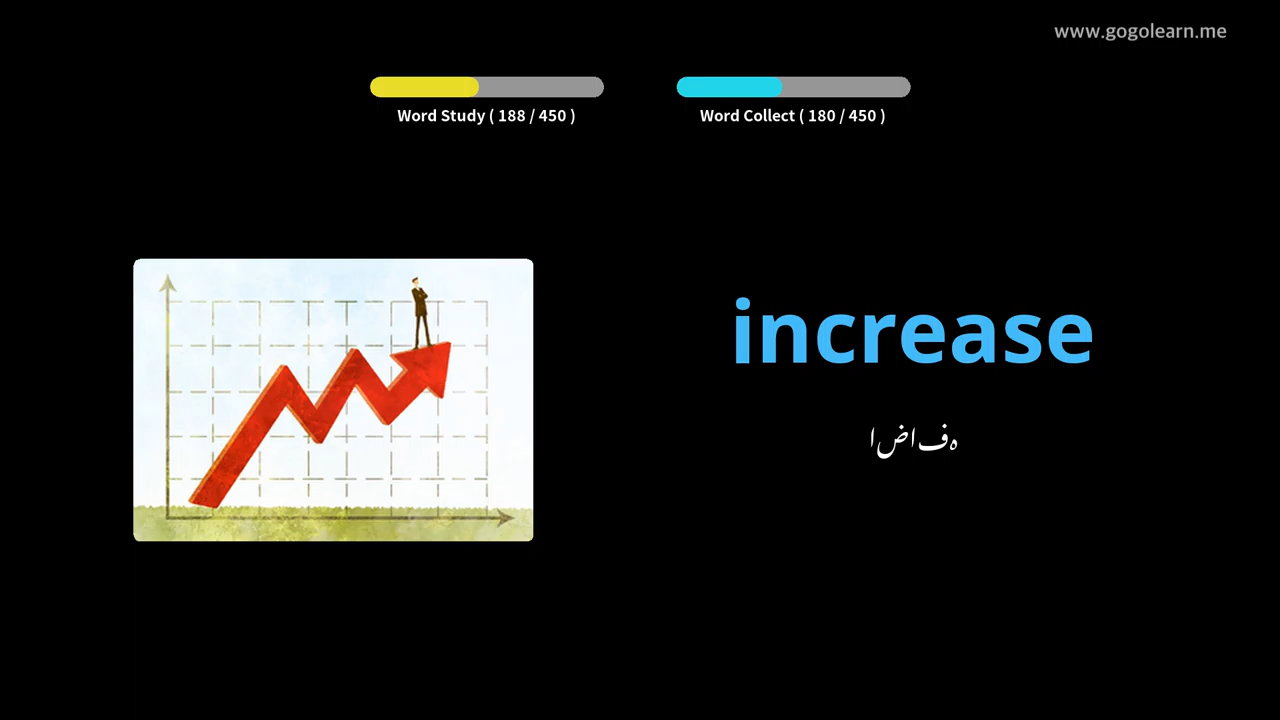 www.gogolearn.me
Word Study ( 188 / 450 )
Word Collect ( 180 / 450 )
increase
اضافہ